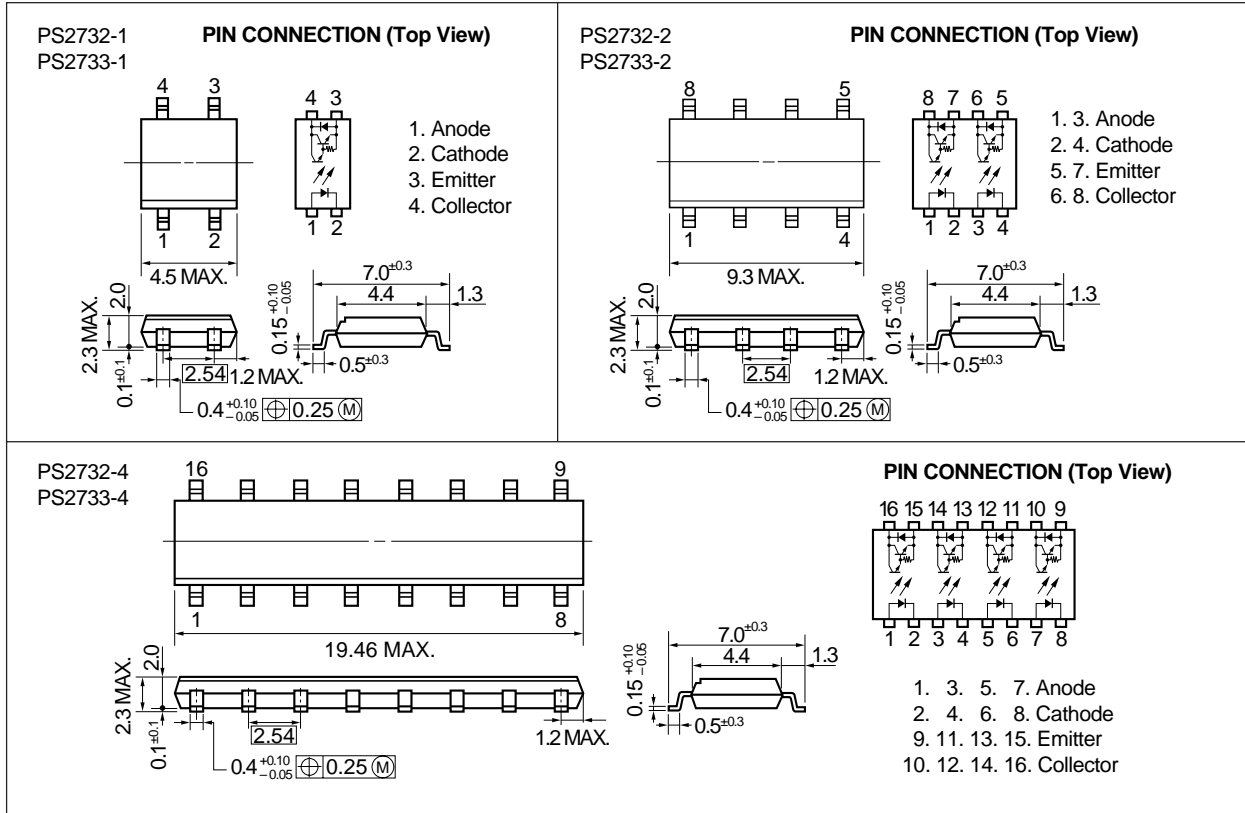 PS2732-1
PS2733-1
PIN CONNECTION (Top View)
4 3
4 3
1. Anode
2. Cathode
3. Emitter
4. Collector
1 2
1 2
4.5 MAX.
7.0±0.3
4.4
1.3
2.3 MAX.
2.0
0.1±0.1
0.15 +0.10 −0.05
0.5±0.3
2.54
1.2 MAX.
0.4 +0.10 −0.05 ⌖ 0.25 Ⓜ
PS2732-2
PS2733-2
PIN CONNECTION (Top View)
8 5
8 7 6 5
1. 3. Anode
2. 4. Cathode
5. 7. Emitter
6. 8. Collector
1 4
1 2 3 4
9.3 MAX.
7.0±0.3
4.4
1.3
2.3 MAX.
2.0
0.1±0.1
0.15 +0.10 −0.05
0.5±0.3
2.54
1.2 MAX.
0.4 +0.10 −0.05 ⌖ 0.25 Ⓜ
PS2732-4
PS2733-4
16 9
1 8
19.46 MAX.
2.3 MAX.
2.0
0.1±0.1
2.54
1.2 MAX.
0.4 +0.10 −0.05 ⌖ 0.25 Ⓜ
7.0±0.3
4.4
1.3
0.15 +0.10 −0.05
0.5±0.3
PIN CONNECTION (Top View)
16 15 14 13 12 11 10 9
1 2 3 4 5 6 7 8
1. 3. 5. 7. Anode
2. 4. 6. 8. Cathode
9. 11. 13. 15. Emitter
10. 12. 14. 16. Collector